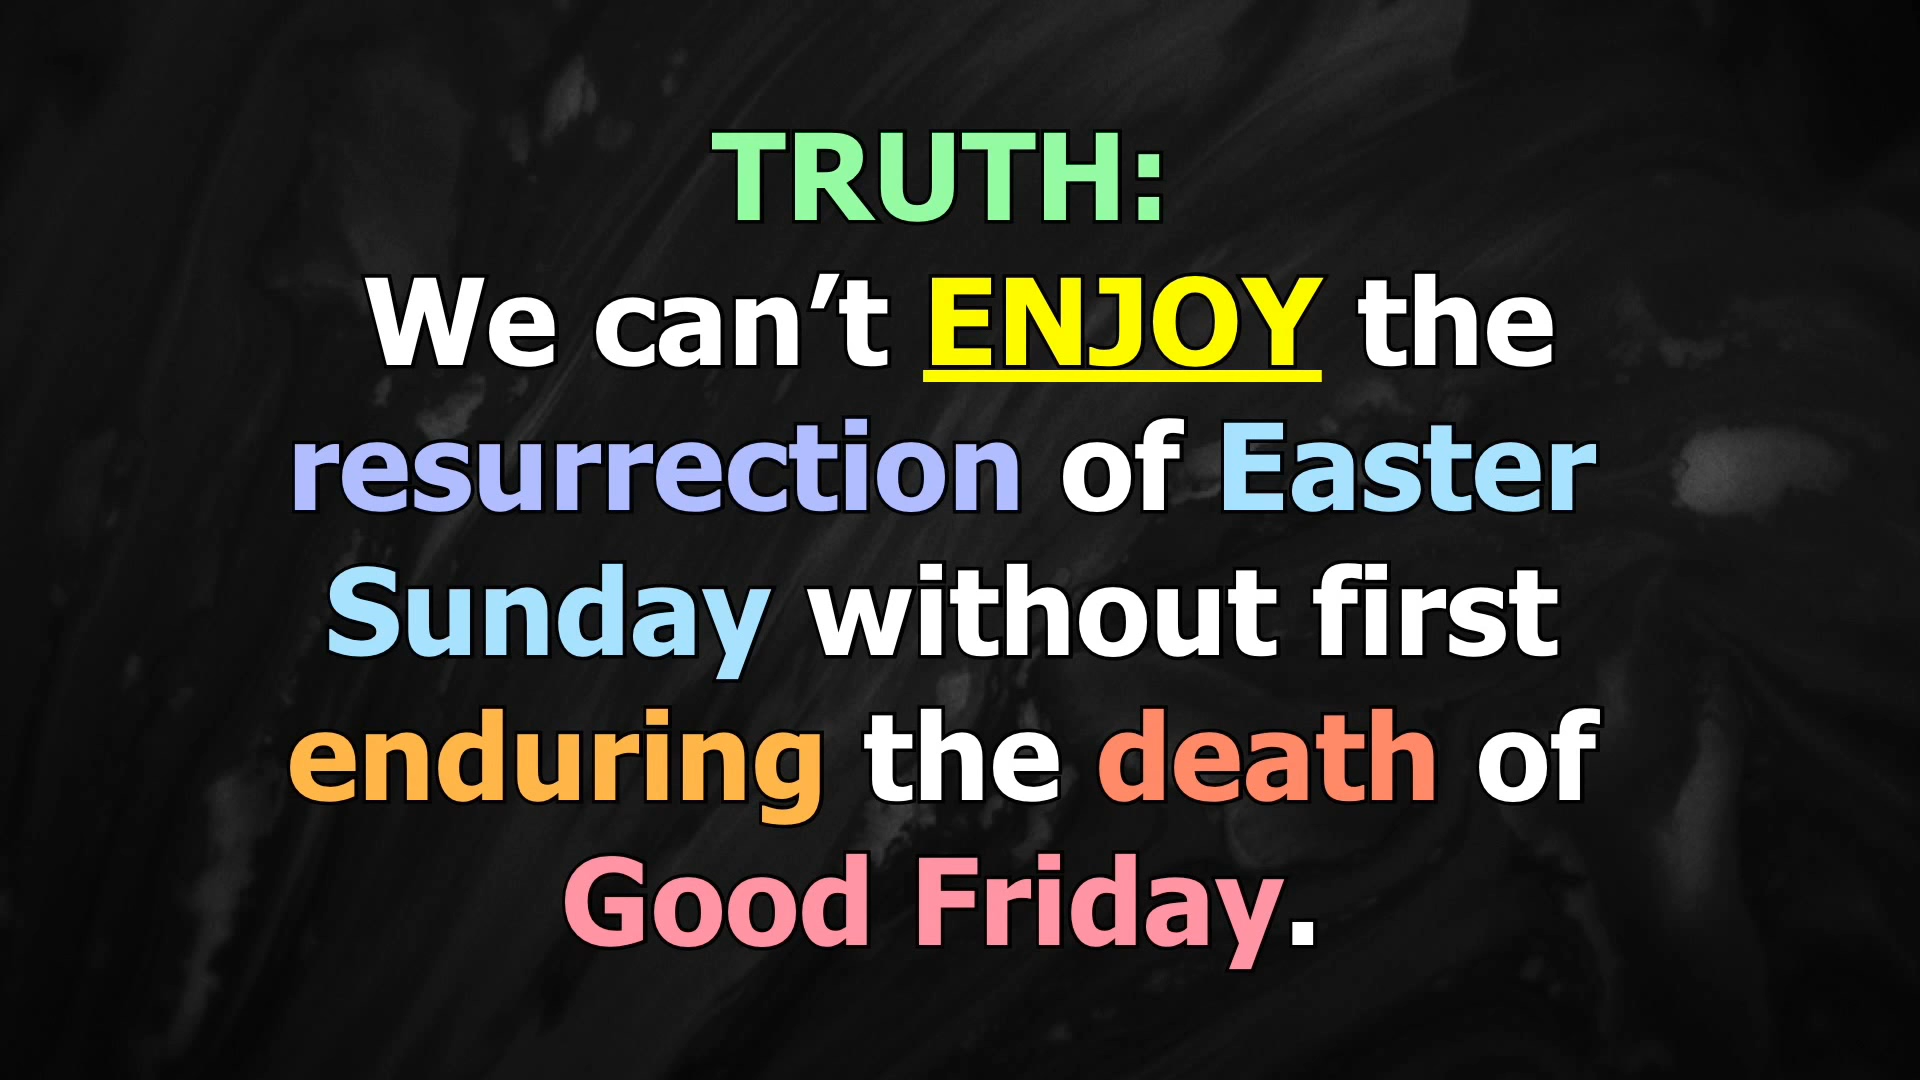 TRUTH:
We can’t ENJOY the
resurrection of Easter
Sunday without first
enduring the death of
Good Friday.